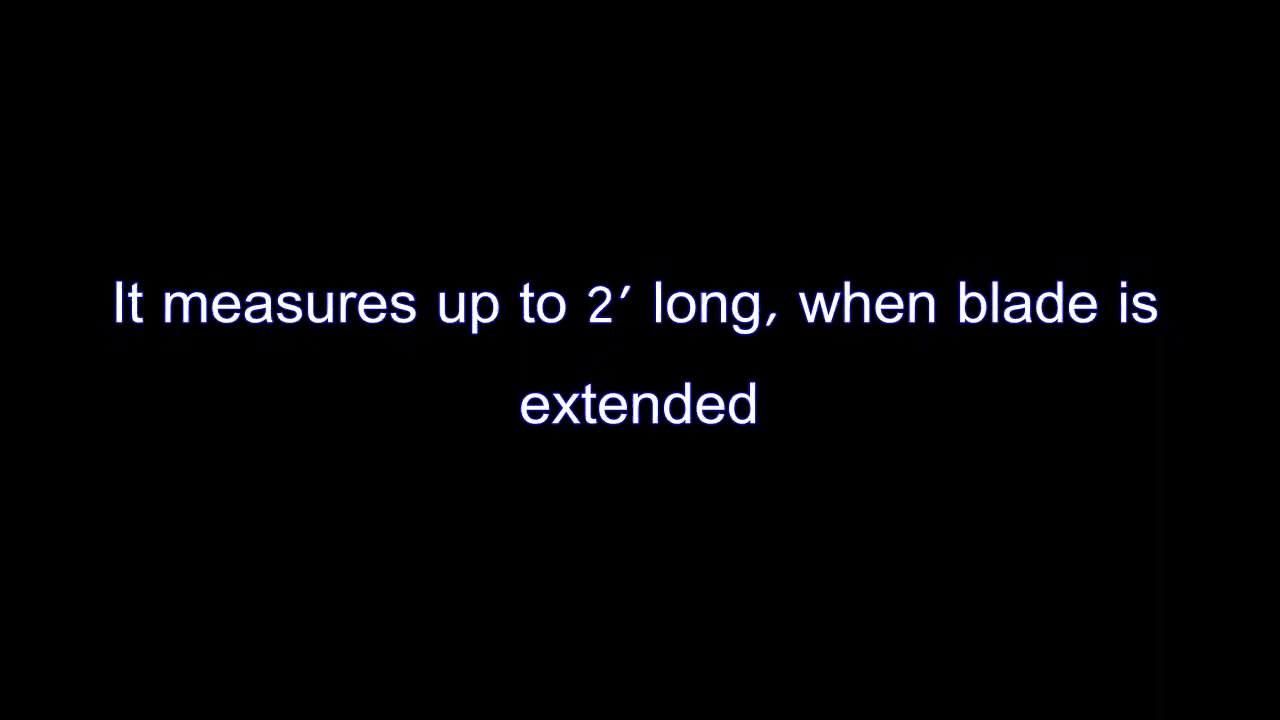 It measures up to 2’ long, when blade is
extended